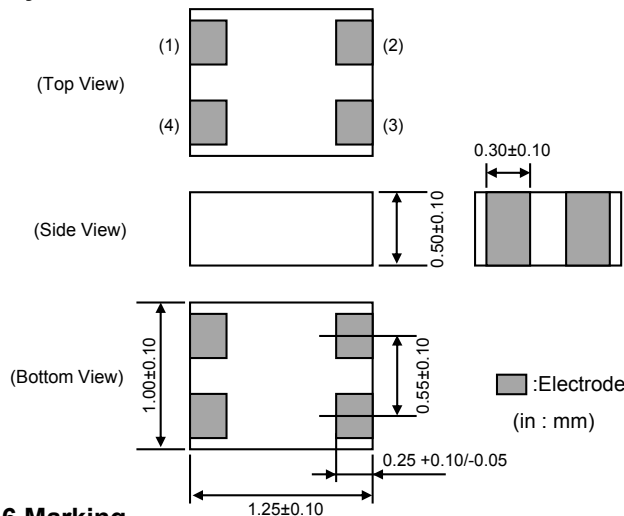 (1)
(2)
(Top View)
(4)
(3)
0.30±0.10
(Side View)
0.50±0.10
(Bottom View)
1.00±0.10
0.55±0.10
:Electrode
(in : mm)
0.25 +0.10/-0.05
1.25±0.10
6 Marking